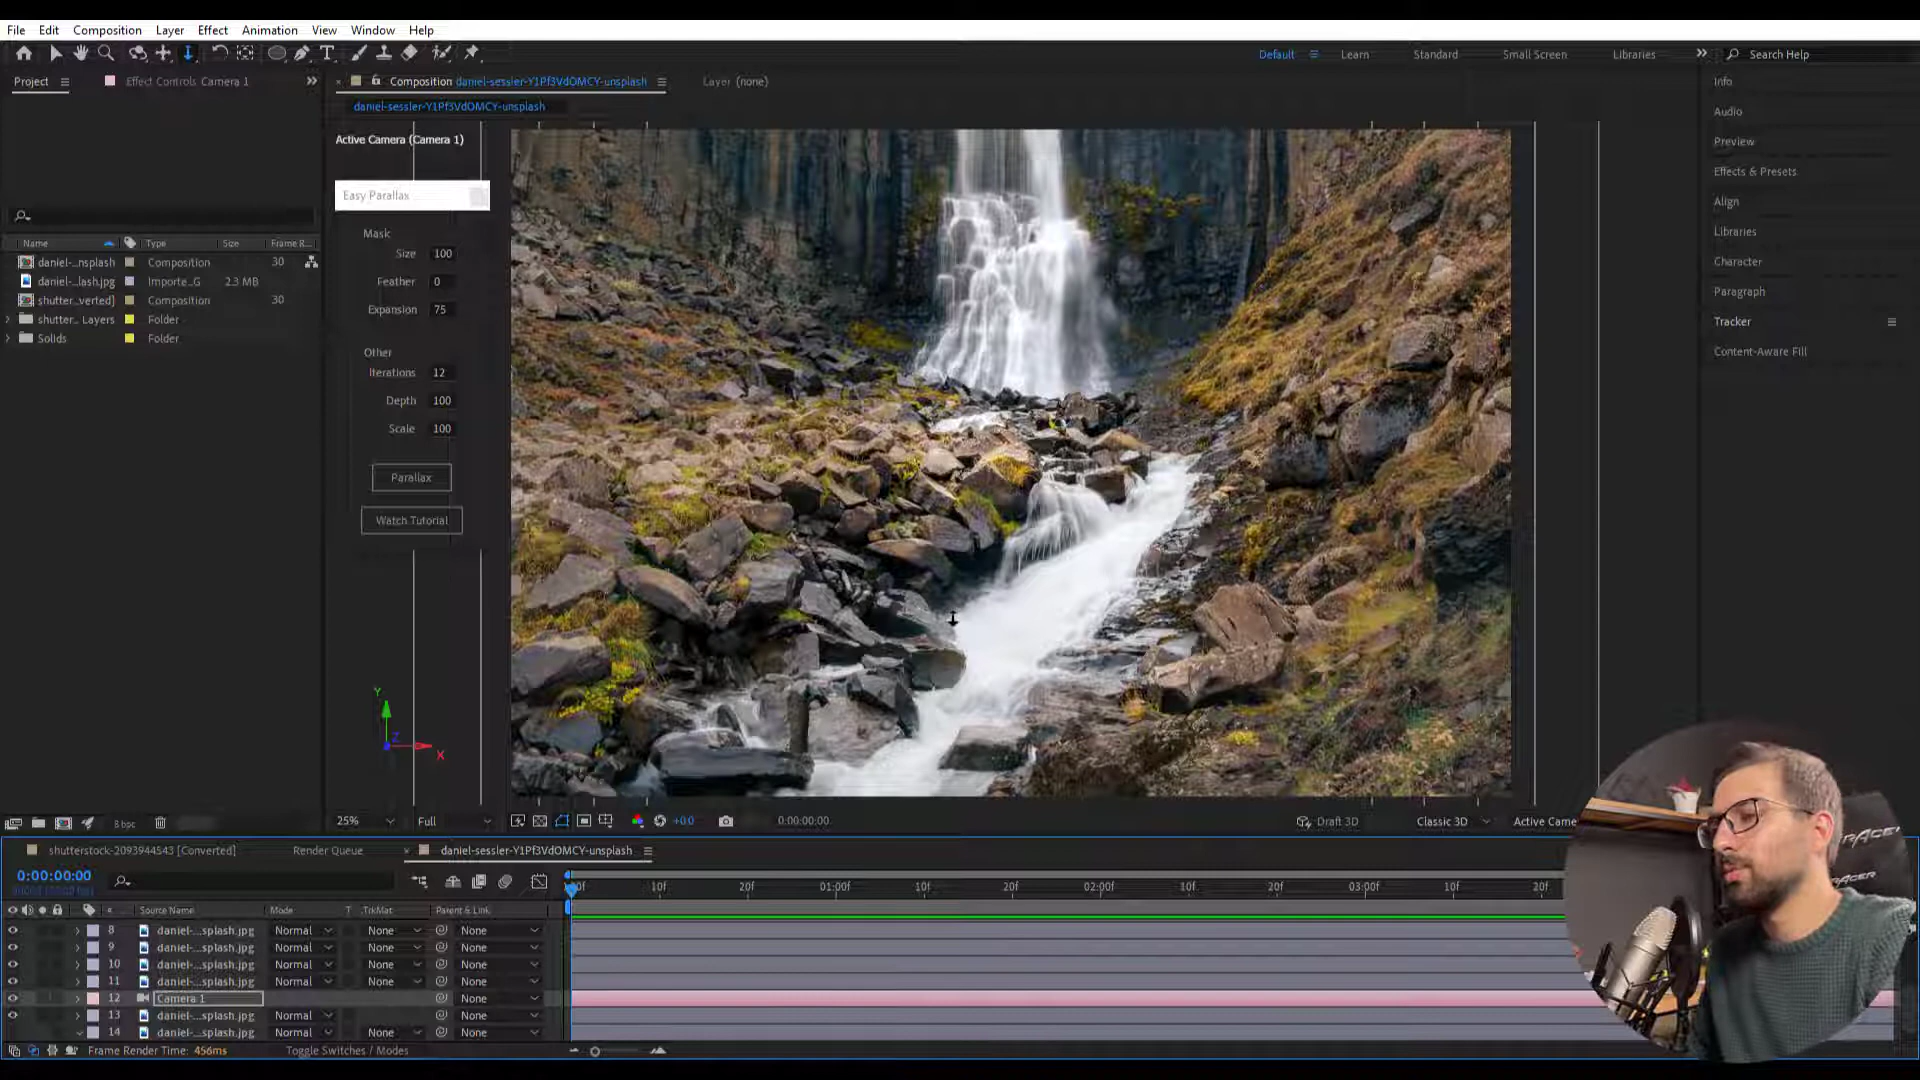 File Edit Composition Layer Effect Animation View Window Help
Default Learn Standard Small Screen Libraries Search Help
Project Effect Controls Camera 1
Composition daniel-sessler-Y1Pf3VdOMCY-unsplash Layer (none)
daniel-sessler-Y1Pf3VdOMCY-unsplash
Active Camera (Camera 1)
Easy Parallax
Mask
Size 100
Feather 0
Expansion 75
Other
Iterations 12
Depth 100
Scale 100
Parallax
Watch Tutorial
Y
Z
X
Name Type Size Frame R...
daniel-...nsplash Composition 30
daniel-...lash.jpg Importe...G 2.3 MB
shutter...verted] Composition 30
shutter... Layers Folder
Solids Folder
Info
Audio
Preview
Effects & Presets
Align
Libraries
Character
Paragraph
Tracker
Content-Aware Fill
8 bpc
25% Full +0.0 0:00:00:00 Draft 3D Classic 3D Active Came
shutterstock-2093944543 [Converted] Render Queue daniel-sessler-Y1Pf3VdOMCY-unsplash
0:00:00:00
10f 20f 01:00f 10f 20f 02:00f 10f 20f 03:00f 10f 20f
# Source Name Mode T .TrkMat Parent & Link
8 daniel-...splash.jpg Normal None None
9 daniel-...splash.jpg Normal None None
10 daniel-...splash.jpg Normal None None
11 daniel-...splash.jpg Normal None None
12 Camera 1 None
13 daniel-...splash.jpg Normal None
14 daniel-...splash.jpg Normal None None
Frame Render Time: 456ms Toggle Switches / Modes